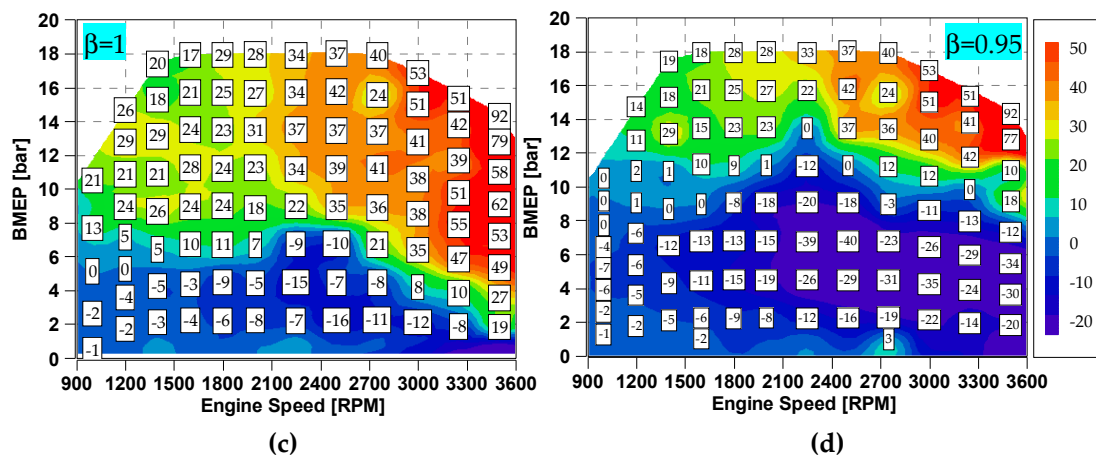 β=1
20
18
16
14
12
10
8
6
4
2
0
BMEP [bar]
20 17 29 28 34 37 40 53
26 18 21 25 27 34 42 24 51 51 92
29 29 24 23 31 37 37 37 41 42 79
21 21 21 28 24 23 34 39 41 38 39 58
13 24 26 24 24 18 22 35 36 38 51 62
5 5 10 11 7 -9 -10 21 35 55 53
0 0 -5 -3 -9 -5 -15 -7 -8 8 47 49
-2 -4 -3 -4 -6 -8 -7 -16 -11 -12 10 27
-1 -2 -8 19
900 1200 1500 1800 2100 2400 2700 3000 3300 3600
Engine Speed [RPM]
(c)
β=0.95
20
18
16
14
12
10
8
6
4
2
0
BMEP [bar]
19 18 28 28 33 37 40 53
14 18 21 25 27 22 42 24 51 51 92
11 29 15 23 23 0 37 36 40 41 77
0 2 1 10 9 1 -12 0 12 12 42 10
0 1 0 0 -8 -18 -20 -18 -3 -11 0 18
0 -6 -12 -13 -13 -15 -39 -40 -23 -26 -13 -12
-4 -6 -9 -11 -15 -19 -26 -29 -31 -35 -29 -34
-7 -5 -5 -6 -9 -8 -12 -16 -19 -22 -24 -30
-6 -2 -2 3 -14 -20
-2
-1
900 1200 1500 1800 2100 2400 2700 3000 3300 3600
Engine Speed [RPM]
(d)
50
40
30
20
10
0
-10
-20